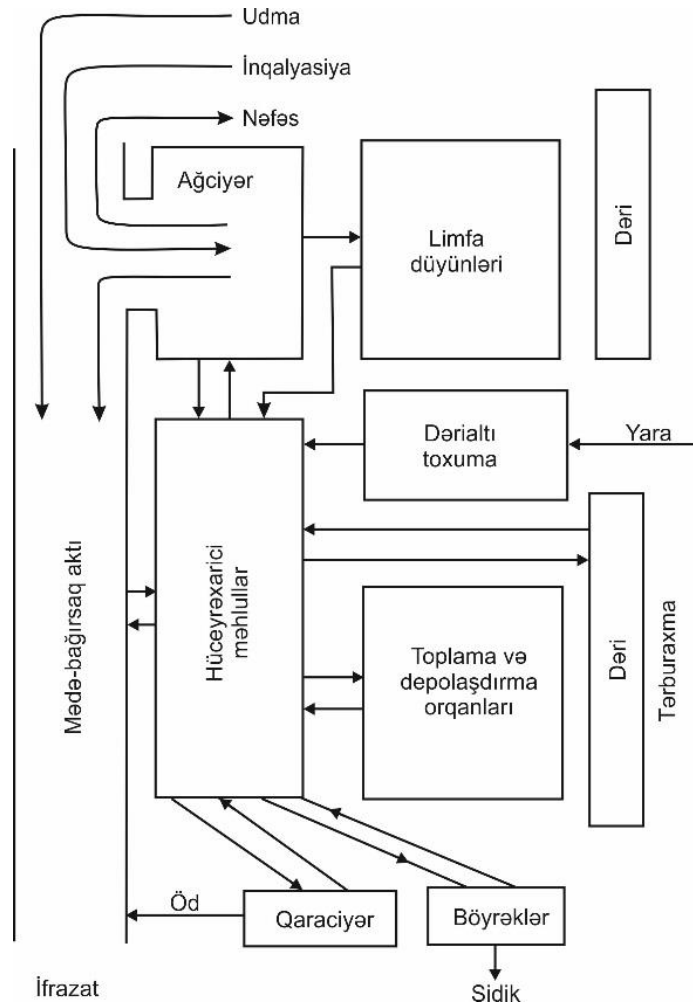 Udma
İnqalyasiya
Nəfəs
Ağciyər
Limfa
düyünləri
Dəri
Dərialtı
toxuma
Yara
Mədə-bağırsaq aktı
Hüceyrəxarici
məhlullar
Toplama və
depolaşdırma
orqanları
Dəri
Tərburaxma
Öd
Qaraciyər
Böyrəklər
İfrazat
Sidik